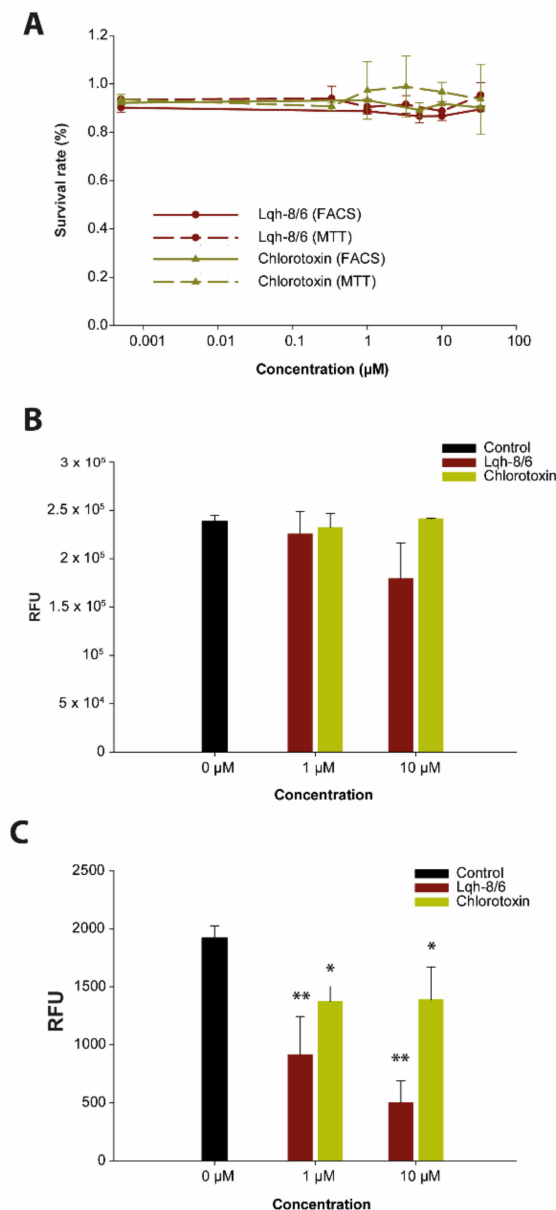 A
1.2
1.0
0.8
0.6
0.4
0.2
0.0
Survival rate (%)
Lqh-8/6 (FACS)
Lqh-8/6 (MTT)
Chlorotoxin (FACS)
Chlorotoxin (MTT)
0.001 0.01 0.1 1 10 100
Concentration (µM)
B
Control
Lqh-8/6
Chlorotoxin
3 x 10⁵
2.5 x 10⁵
2 x 10⁵
1.5 x 10⁵
10⁵
5 x 10⁴
0
RFU
0 µM 1 µM 10 µM
Concentration
C
Control
Lqh-8/6
Chlorotoxin
2500
2000
1500
1000
500
0
RFU
** * ** *
0 µM 1 µM 10 µM
Concentration